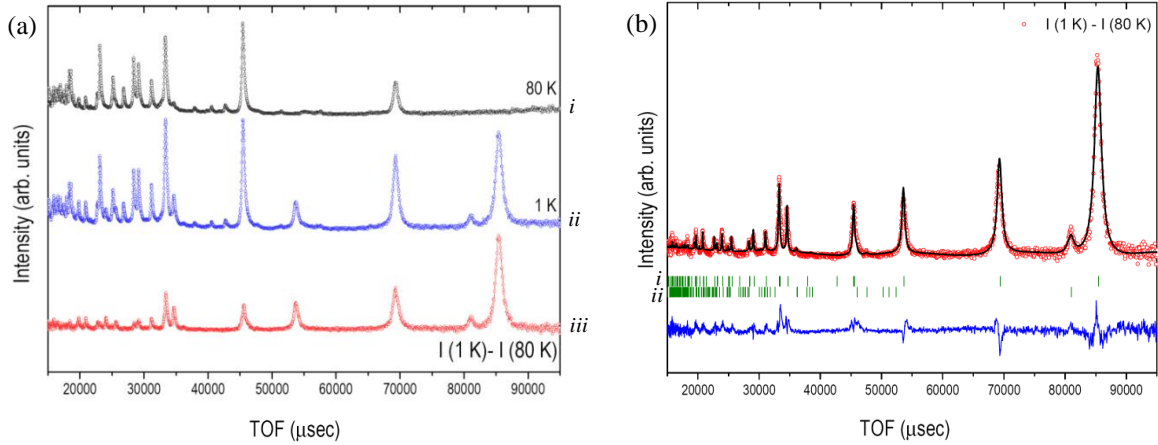 (a)
Intensity (arb. units)
80 K
i
1 K
ii
iii
I (1 K)- I (80 K)
20000 30000 40000 50000 60000 70000 80000 90000
TOF (μsec)
(b)
I (1 K) - I (80 K)
Intensity (arb. units)
i
ii
20000 30000 40000 50000 60000 70000 80000 90000
TOF (μsec)